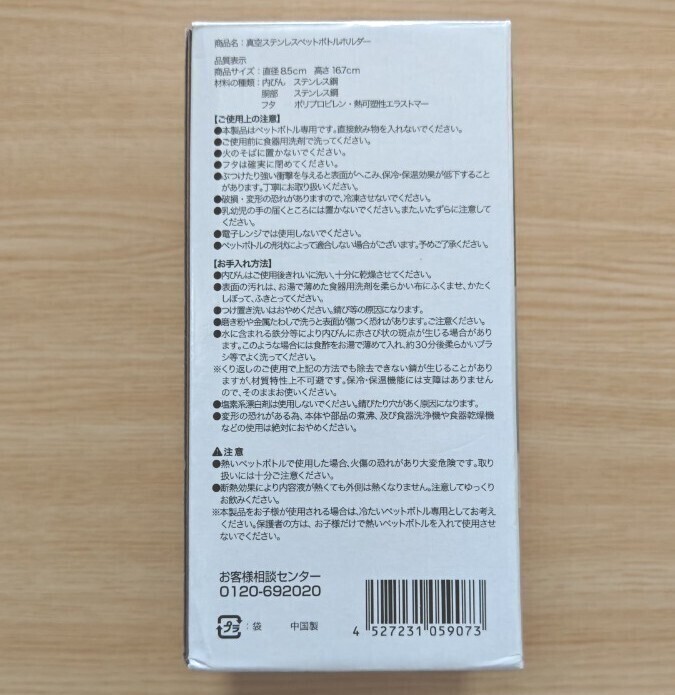 商品名：真空ステンレスペットボトルホルダー
品質表示
商品サイズ：直径8.5cm 高さ16.7cm
材料の種類：内びん ステンレス鋼
胴部 ステンレス鋼
フタ ポリプロピレン・熱可塑性エラストマー
【ご使用上の注意】
●本製品はペットボトル専用です。直接飲み物を入れないでください。
●ご使用前に食器用洗剤で洗ってください。
●火のそばに置かないでください。
●フタは確実に閉めてください。
●ぶつけたり強い衝撃を与えると表面がへこみ、保冷・保温効果が低下すること
があります。丁寧にお取り扱いください。
●破損・変形の恐れがありますので、冷凍させないでください。
●乳幼児の手の届くところには置かないでください。また、いたずらに注意して
ください。
●電子レンジでは使用しないでください。
●ペットボトルの形状によって適合しない場合がございます。予めご了承ください。
【お手入れ方法】
●内びんはご使用後きれいに洗い、十分に乾燥させてください。
●表面の汚れは、お湯で薄めた食器用洗剤を柔らかい布にふくませ、かたく
しぼって、ふきとってください。
●つけ置き洗いはおやめください。錆び等の原因になります。
●磨き粉や金属たわしで洗うと表面が傷つく恐れがあります。ご注意ください。
●水に含まれる鉄分等により内びんに赤さび状の斑点が生じる場合があり
ます。このような場合には食酢をお湯で薄めて入れ、約30分後柔らかいブラ
シ等でよく洗ってください。
※くり返しのご使用で上記の方法でも除去できない錆が生じることがあり
ますが、材質特性上不可避です。保冷・保温機能には支障はありません
ので、そのままお使いください。
●塩素系漂白剤は使用しないでください。錆びたり穴があく原因になります。
●変形の恐れがある為、本体や部品の煮沸、及び食器洗浄機や食器乾燥機
などの使用は絶対におやめください。
⚠注意
●熱いペットボトルで使用した場合、火傷の恐れがあり大変危険です。取り
扱いには十分ご注意ください。
●断熱効果により内容液が熱くても外側は熱くなりません。注意してゆっくり
お飲みください。
※本製品をお子様が使用される場合は、冷たいペットボトル専用としてお考え
ください。保護者の方は、お子様だけで熱いペットボトルを入れて使用させ
ないでください。
お客様相談センター
0120-692020
プラ：袋 中国製
4 527231 059073